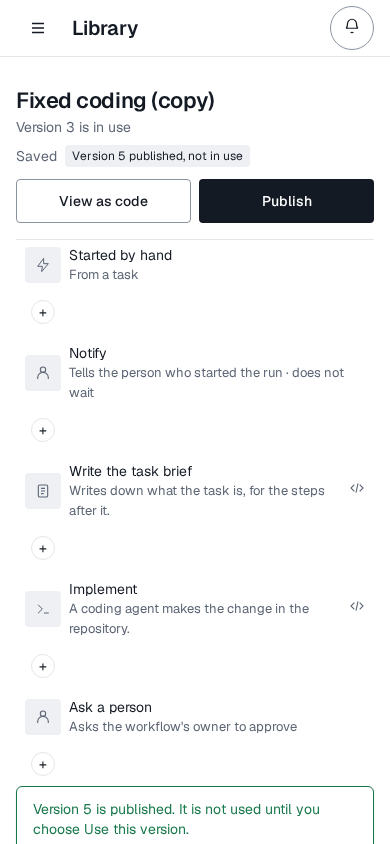 Library
Fixed coding (copy)
Version 3 is in use
Saved Version 5 published, not in use
View as code Publish
Started by hand
From a task
Notify
Tells the person who started the run · does not
wait
Write the task brief
Writes down what the task is, for the steps
after it.
Implement
A coding agent makes the change in the
repository.
Ask a person
Asks the workflow's owner to approve
Version 5 is published. It is not used until you
choose Use this version.